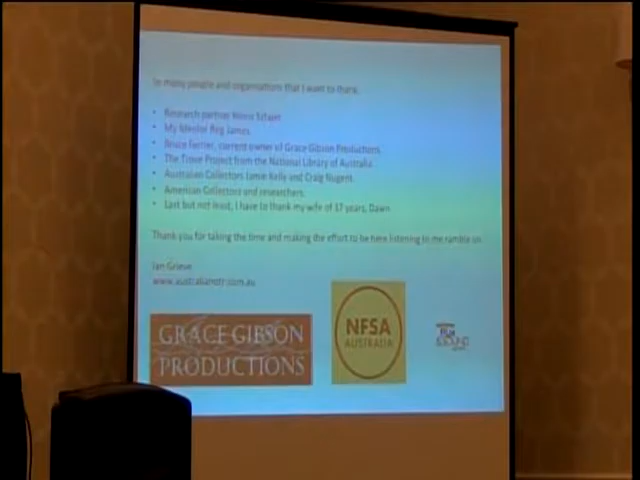 So many people and organisations that I want to thank.
• Research partner
• My Mentor Reg James.
• Bruce Ferrier, current owner of Grace Gibson Productions.
• The Trove Project from the National Library of Australia.
• Australian Collectors Jamie Kelly and Craig Nugent.
• American Collectors and researchers.
• Last but not least, I have to thank my wife of 17 years, Dawn
Thank you for taking the time and making the effort to be here listening to me ramble on
Ian Grieve
www.australianotr.com.au
GRACE GIBSON
PRODUCTIONS
NFSA
AUSTRALIA
SOUND